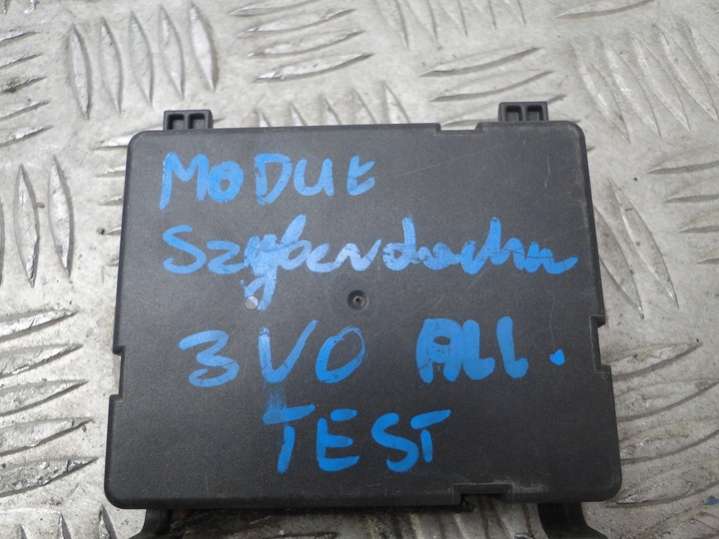 MODUŁ
Szyberdachu
3V0 ALL.
TEST